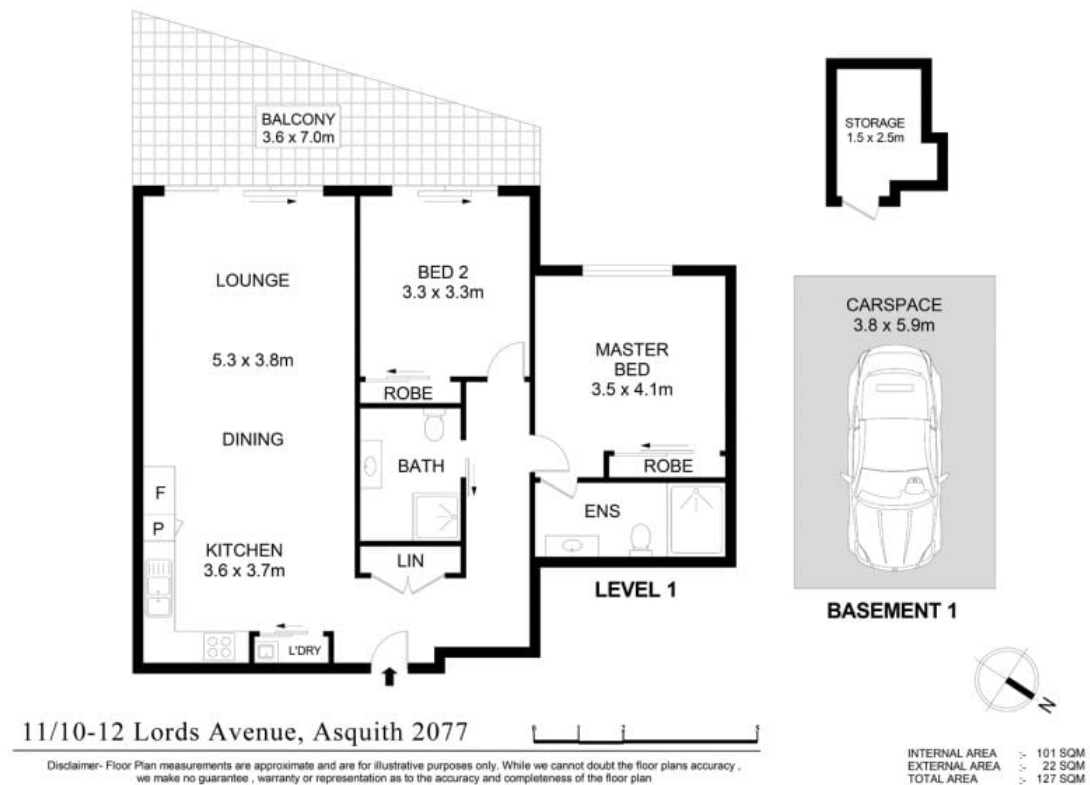 BALCONY
3.6 x 7.0m
STORAGE
1.5 x 2.5m
LOUNGE
BED 2
3.3 x 3.3m
5.3 x 3.8m
ROBE
MASTER
BED
3.5 x 4.1m
CARSPACE
3.8 x 5.9m
DINING
BATH
ROBE
F
P
ENS
KITCHEN
3.6 x 3.7m
LIN
LEVEL 1
L'DRY
BASEMENT 1
N
11/10-12 Lords Avenue, Asquith 2077
0 1 2 5
Disclaimer- Floor Plan measurements are approximate and are for illustrative purposes only. While we cannot doubt the floor plans accuracy ,
we make no guarantee , warranty or representation as to the accuracy and completeness of the floor plan
INTERNAL AREA :- 101 SQM
EXTERNAL AREA :- 22 SQM
TOTAL AREA :- 127 SQM